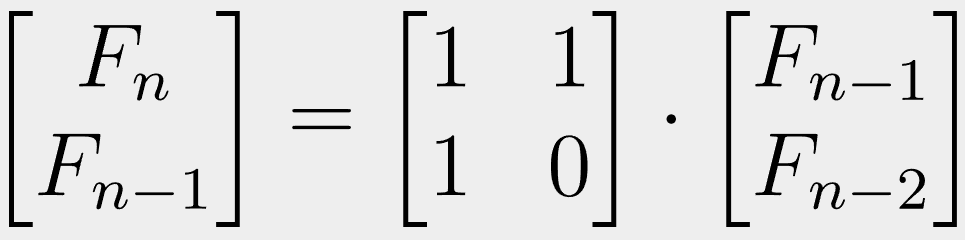 [F_n F_{n−1}] = [1 1 1 0] · [F_{n−1} F_{n−2}]